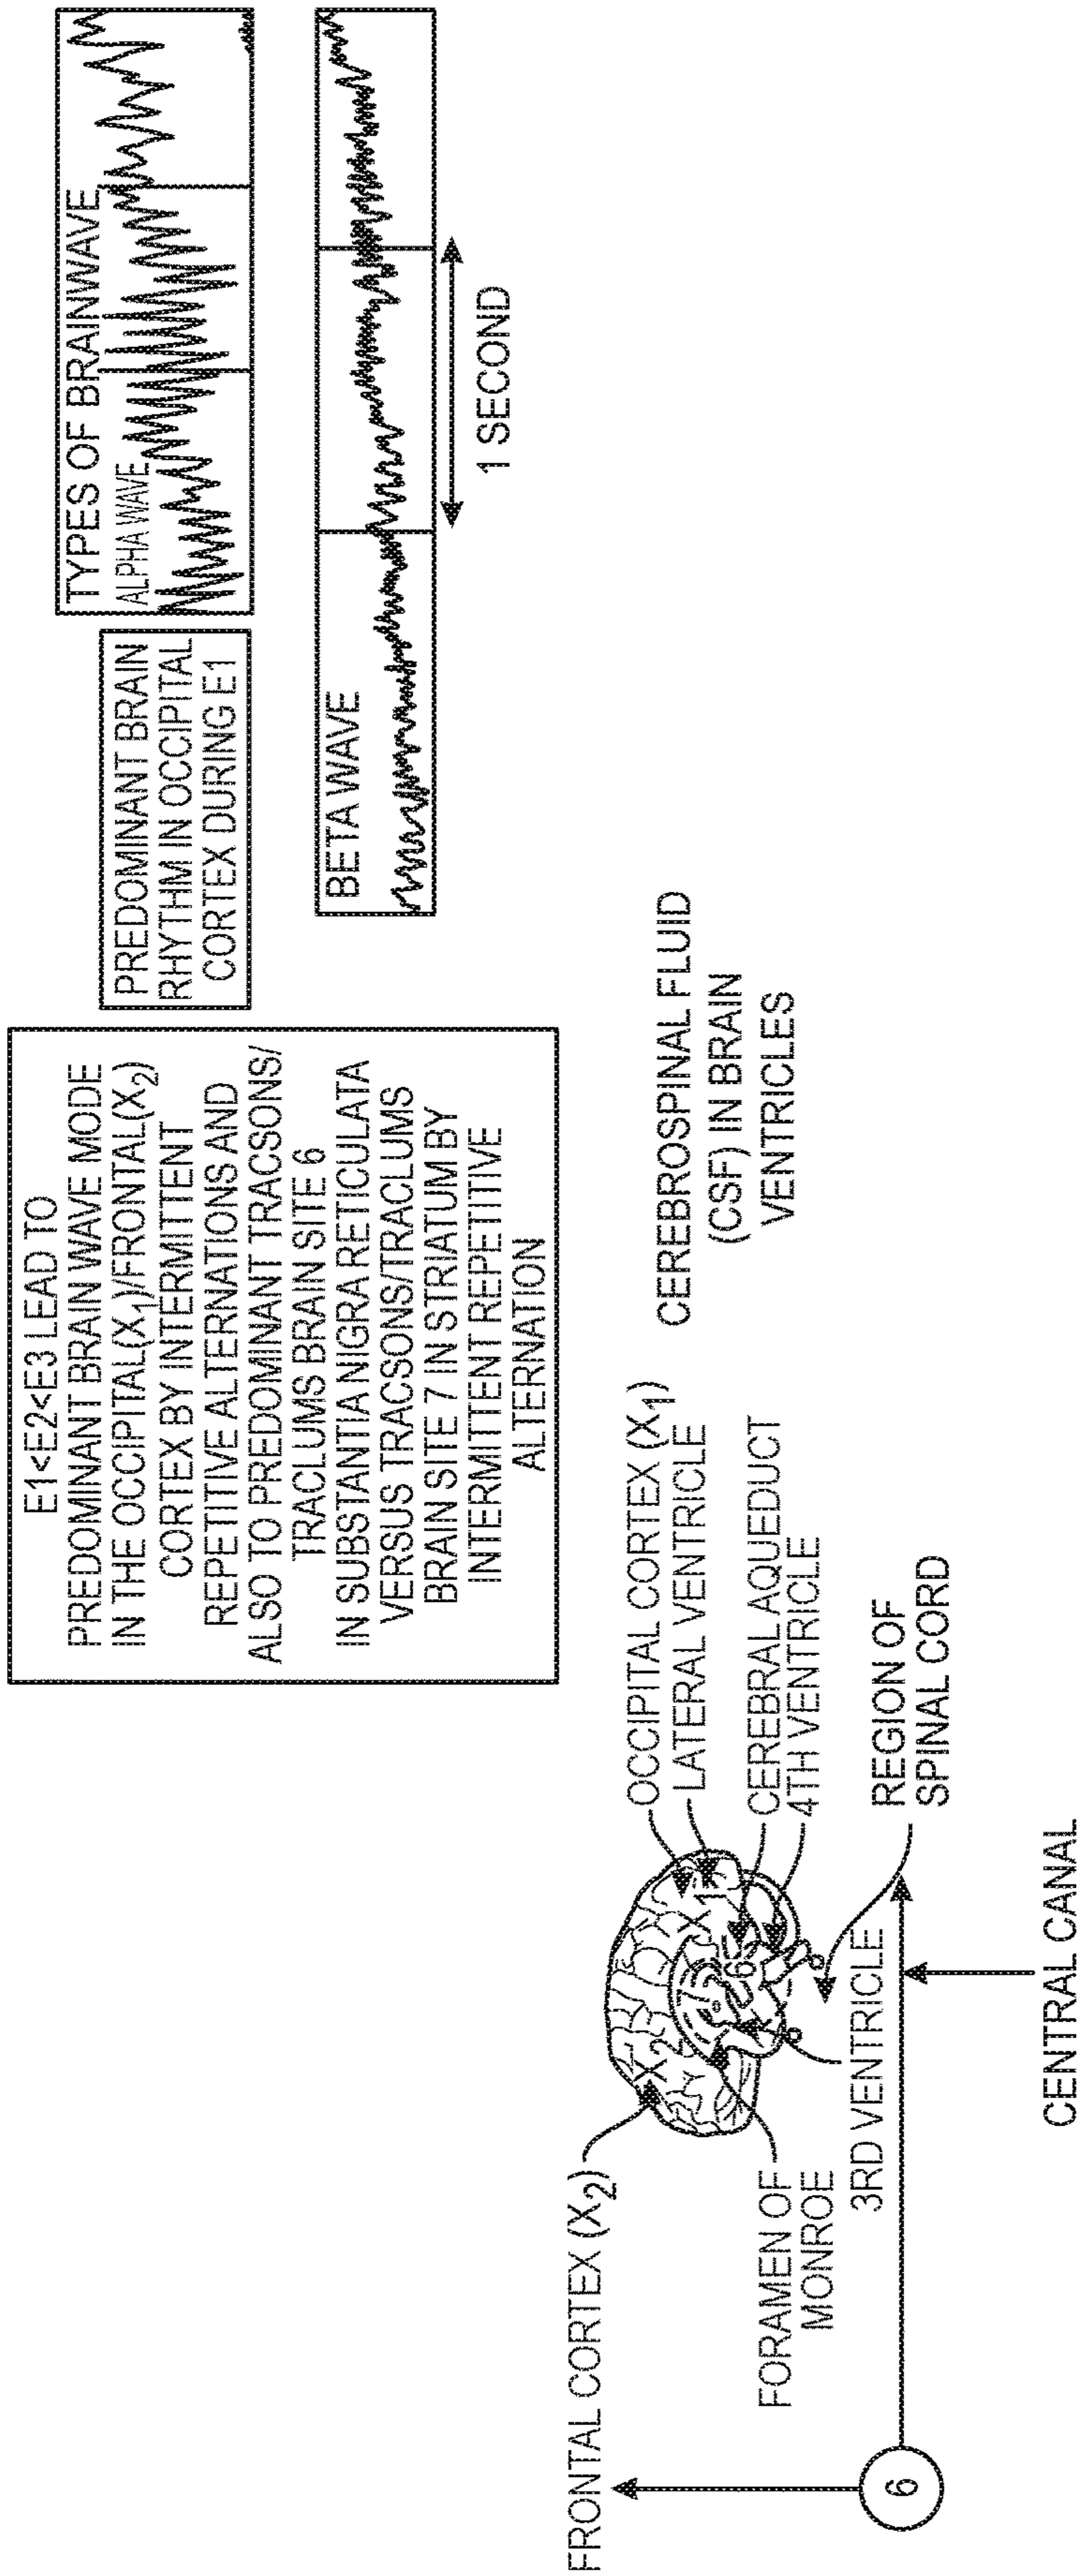 E1<E2<E3 LEAD TO
PREDOMINANT BRAIN WAVE MODE
IN THE OCCIPITAL(X1)/FRONTAL(X2)
CORTEX BY INTERMITTENT
REPETITIVE ALTERNATIONS AND
ALSO TO PREDOMINANT TRACSONS/
TRACLUMS BRAIN SITE 6
IN SUBSTANTIA NIGRA RETICULATA
VERSUS TRACSONS/TRACLUMS
BRAIN SITE 7 IN STRIATUM BY
INTERMITTENT REPETITIVE
ALTERNATION
PREDOMINANT BRAIN
RHYTHM IN OCCIPITAL
CORTEX DURING E1
TYPES OF BRAINWAVE
ALPHA WAVE
BETA WAVE
1 SECOND
FRONTAL CORTEX (X2)
X2
7
X1
6
OCCIPITAL CORTEX (X1)
LATERAL VENTRICLE
CEREBRAL AQUEDUCT
4TH VENTRICLE
CEREBROSPINAL FLUID
(CSF) IN BRAIN
VENTRICLES
FORAMEN OF
MONROE
3RD VENTRICLE
REGION OF
SPINAL CORD
6
CENTRAL CANAL